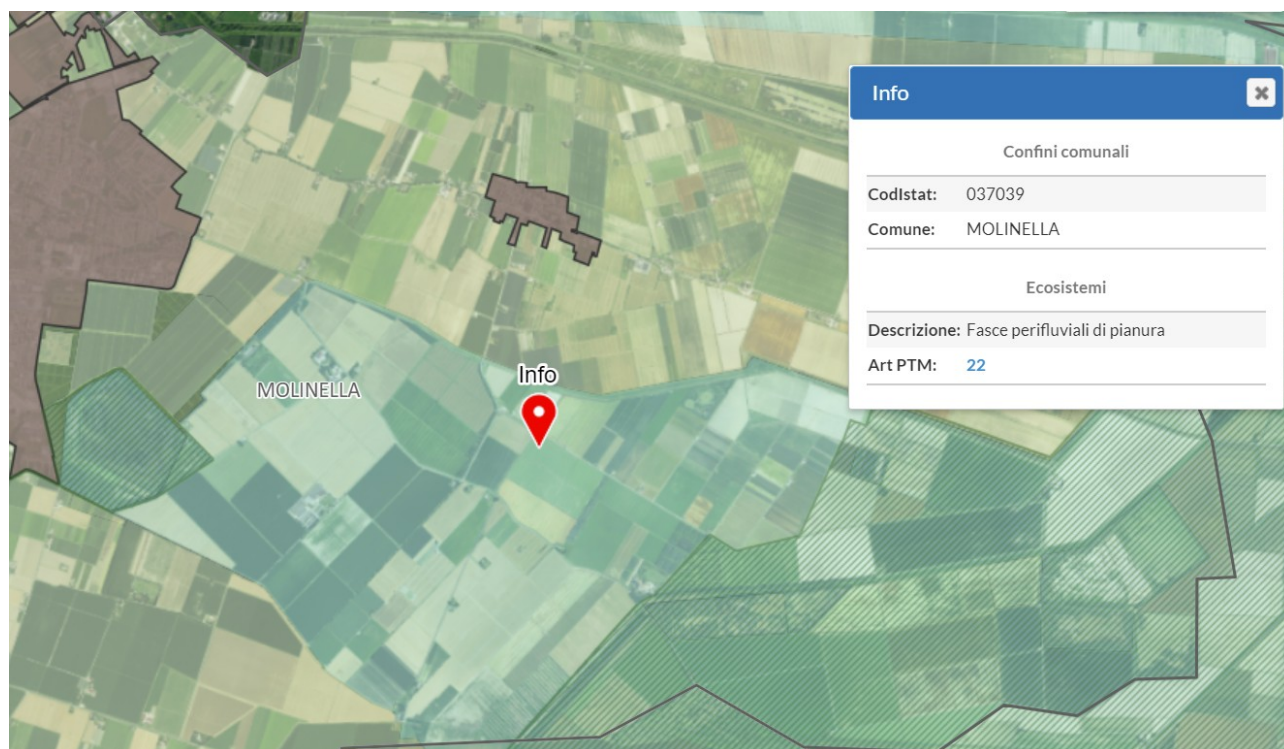 Info
Confini comunali
CodIstat: 037039
Comune: MOLINELLA
Ecosistemi
Descrizione: Fasce perifluviali di pianura
Art PTM: 22
Info
MOLINELLA